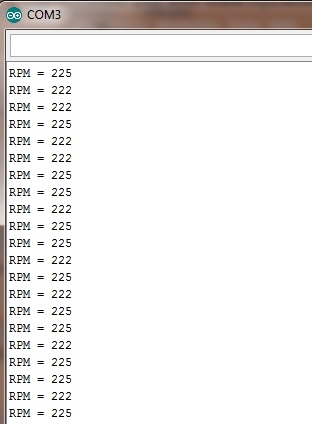 COM3
RPM = 225
RPM = 222
RPM = 222
RPM = 225
RPM = 222
RPM = 222
RPM = 225
RPM = 225
RPM = 222
RPM = 225
RPM = 225
RPM = 222
RPM = 225
RPM = 222
RPM = 225
RPM = 225
RPM = 222
RPM = 225
RPM = 225
RPM = 222
RPM = 225